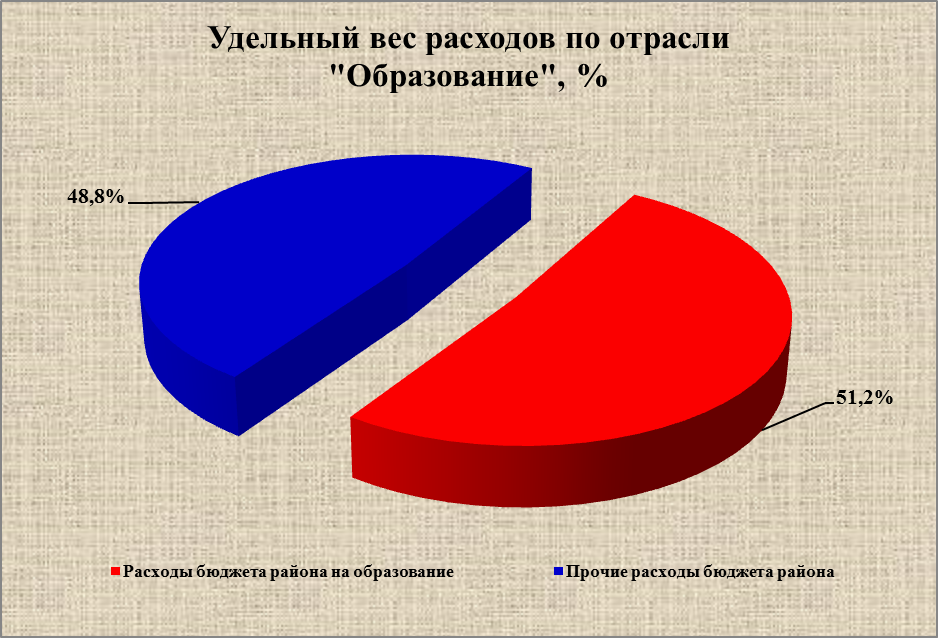 Удельный вес расходов по отрасли
"Образование", %
48,8%
51,2%
Расходы бюджета района на образование
Прочие расходы бюджета района